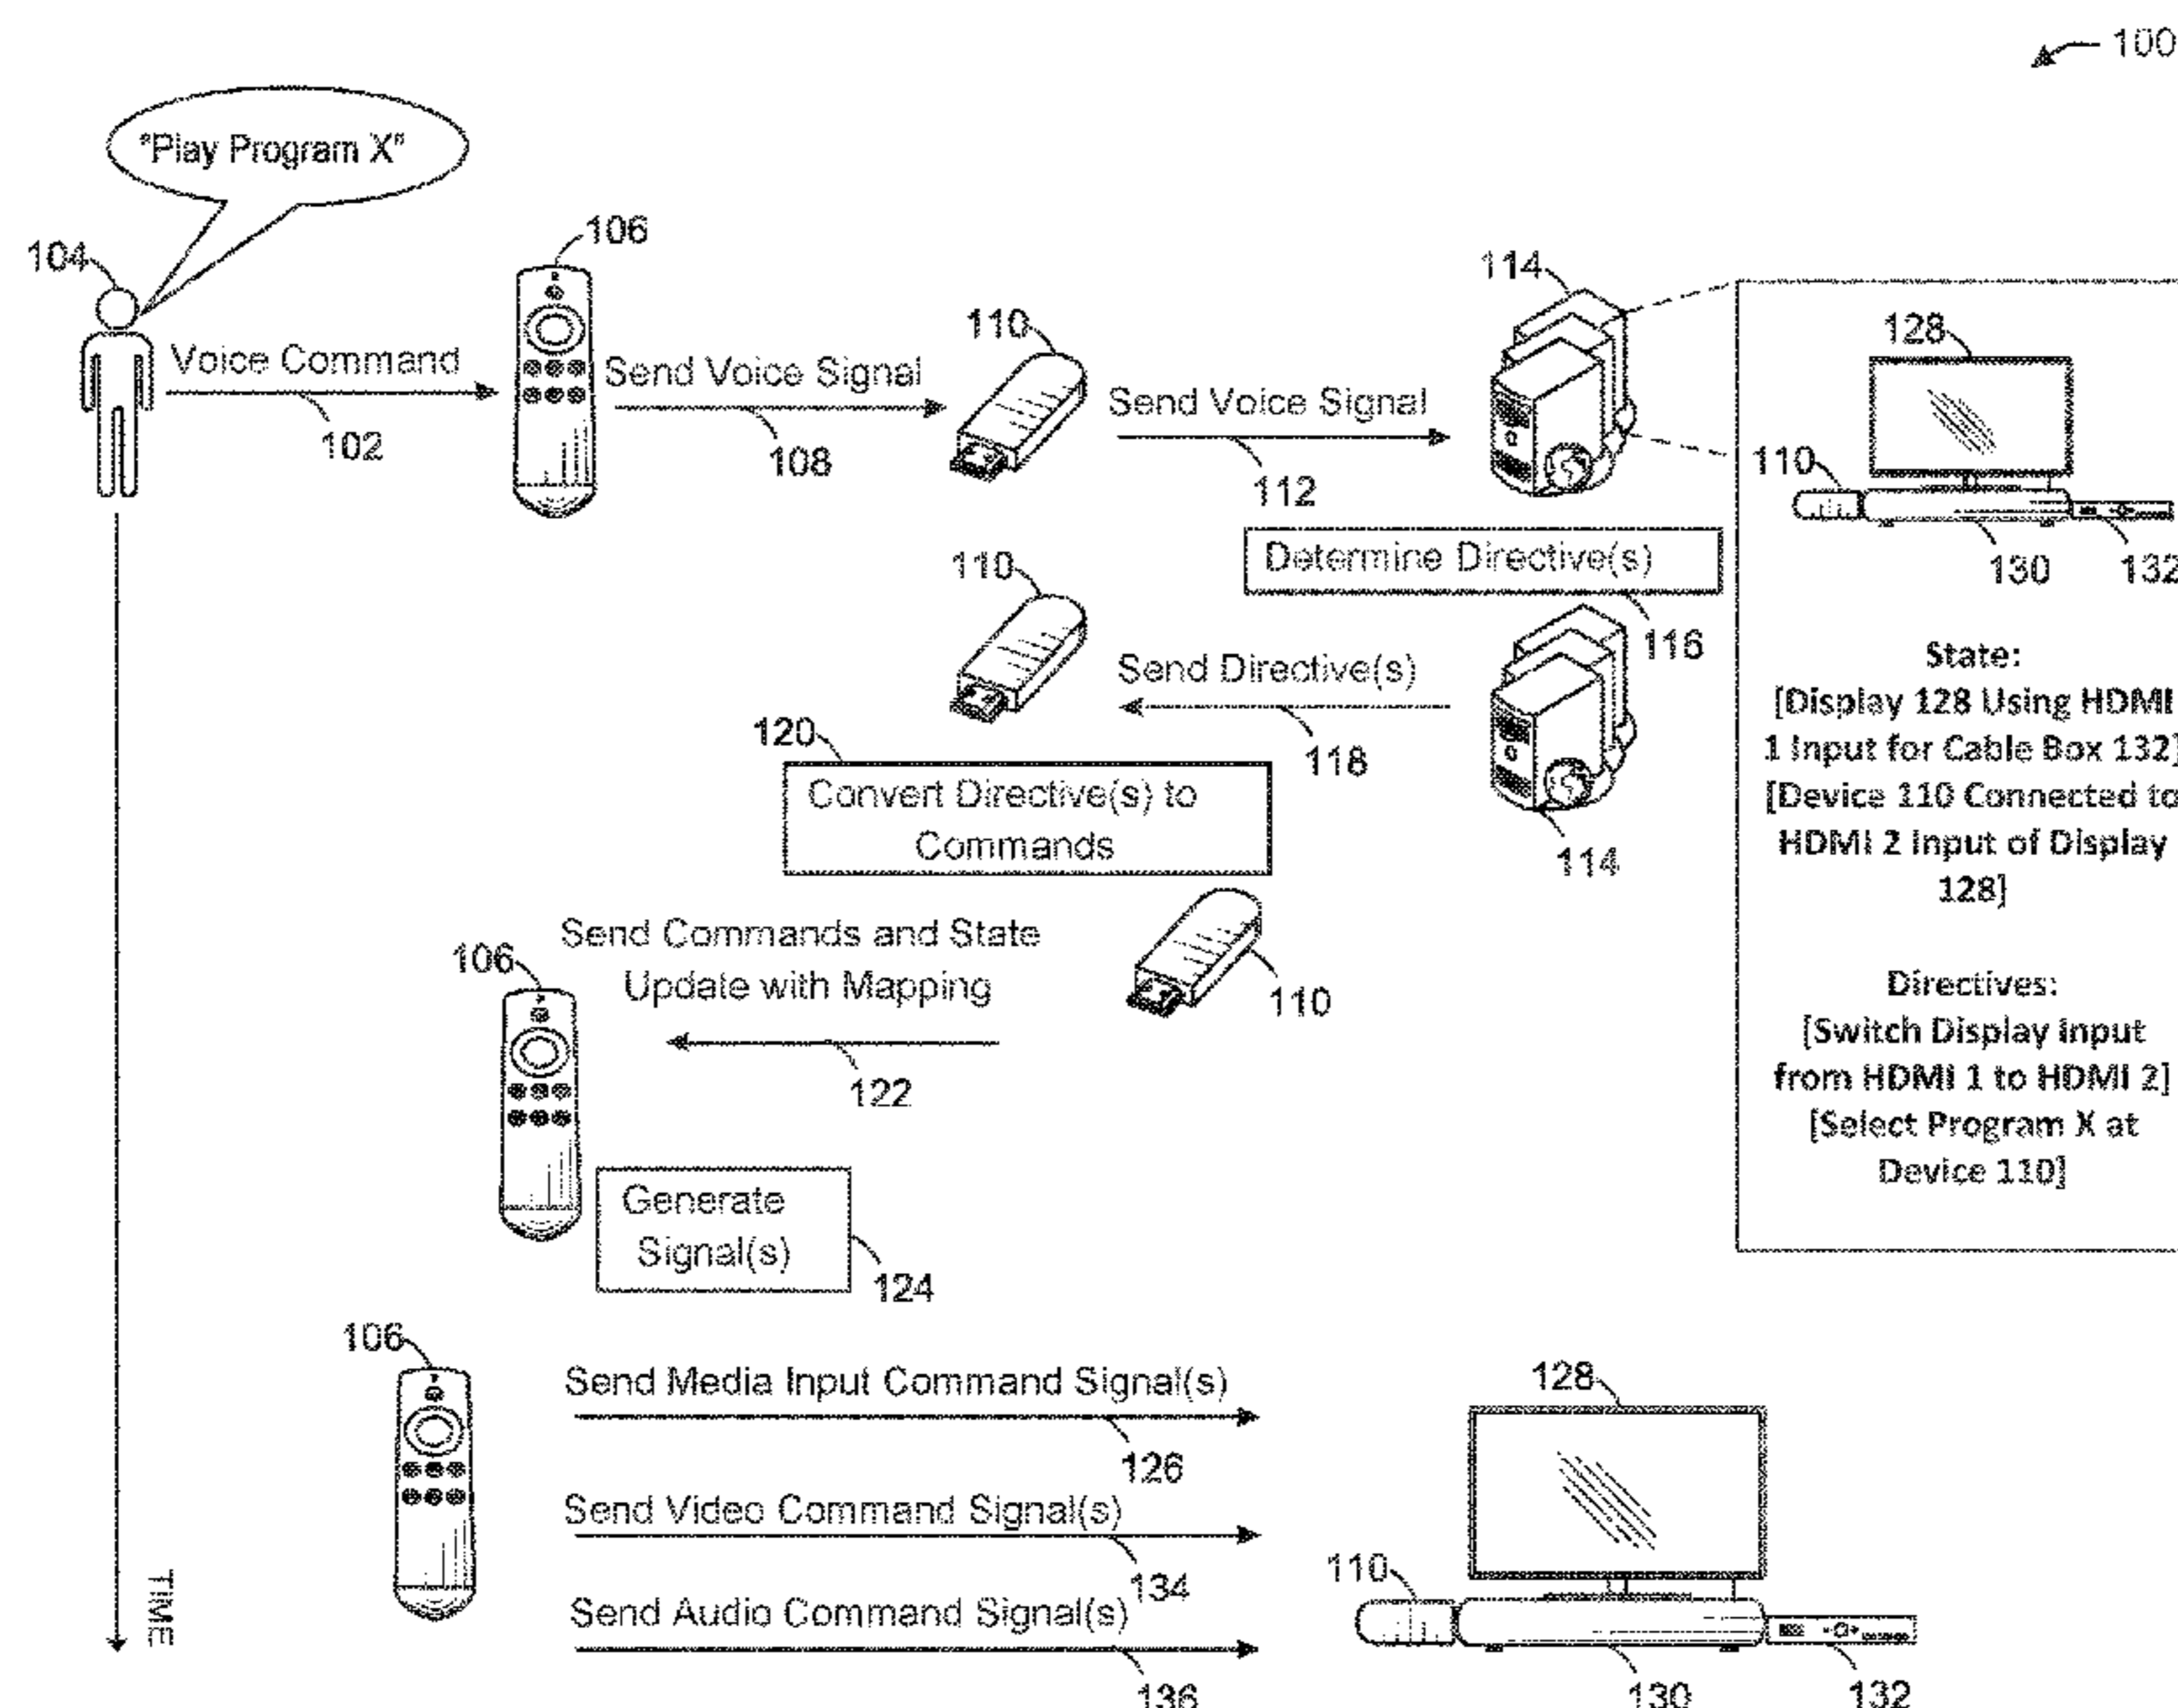 100
"Play Program X"
104
106
Voice Command
102
Send Voice Signal
108
110
Send Voice Signal
112
114
Determine Directive(s)
116
110
Send Directive(s)
118
114
120
Convert Directive(s) to
Commands
Send Commands and State
Update with Mapping
122
110
106
Generate
Signal(s)
124
128
110
130
132
State:
[Display 128 Using HDMI
1 Input for Cable Box 132]
[Device 110 Connected to
HDMI 2 Input of Display
128]
Directives:
[Switch Display Input
from HDMI 1 to HDMI 2]
[Select Program X at
Device 110]
106
Send Media Input Command Signal(s)
126
Send Video Command Signal(s)
134
Send Audio Command Signal(s)
136
128
110
130
132
TIME